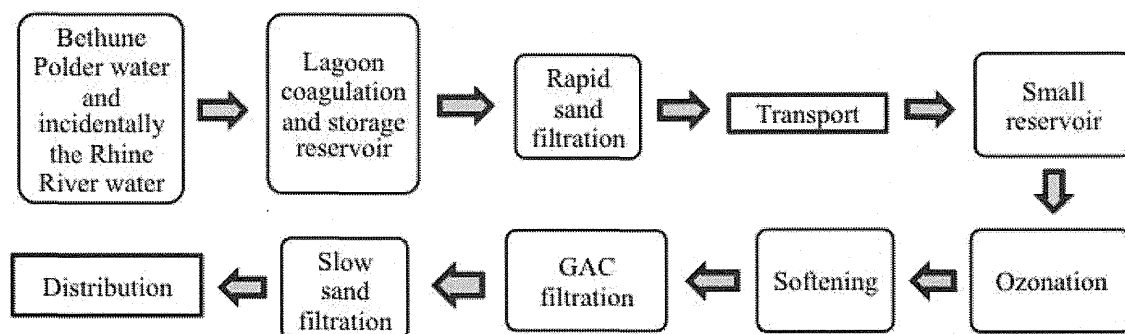 Bethune
Polder water
and
incidentally
the Rhine
River water
Lagoon
coagulation
and storage
reservoir
Rapid
sand
filtration
Transport
Small
reservoir
Ozonation
Softening
GAC
filtration
Slow
sand
filtration
Distribution